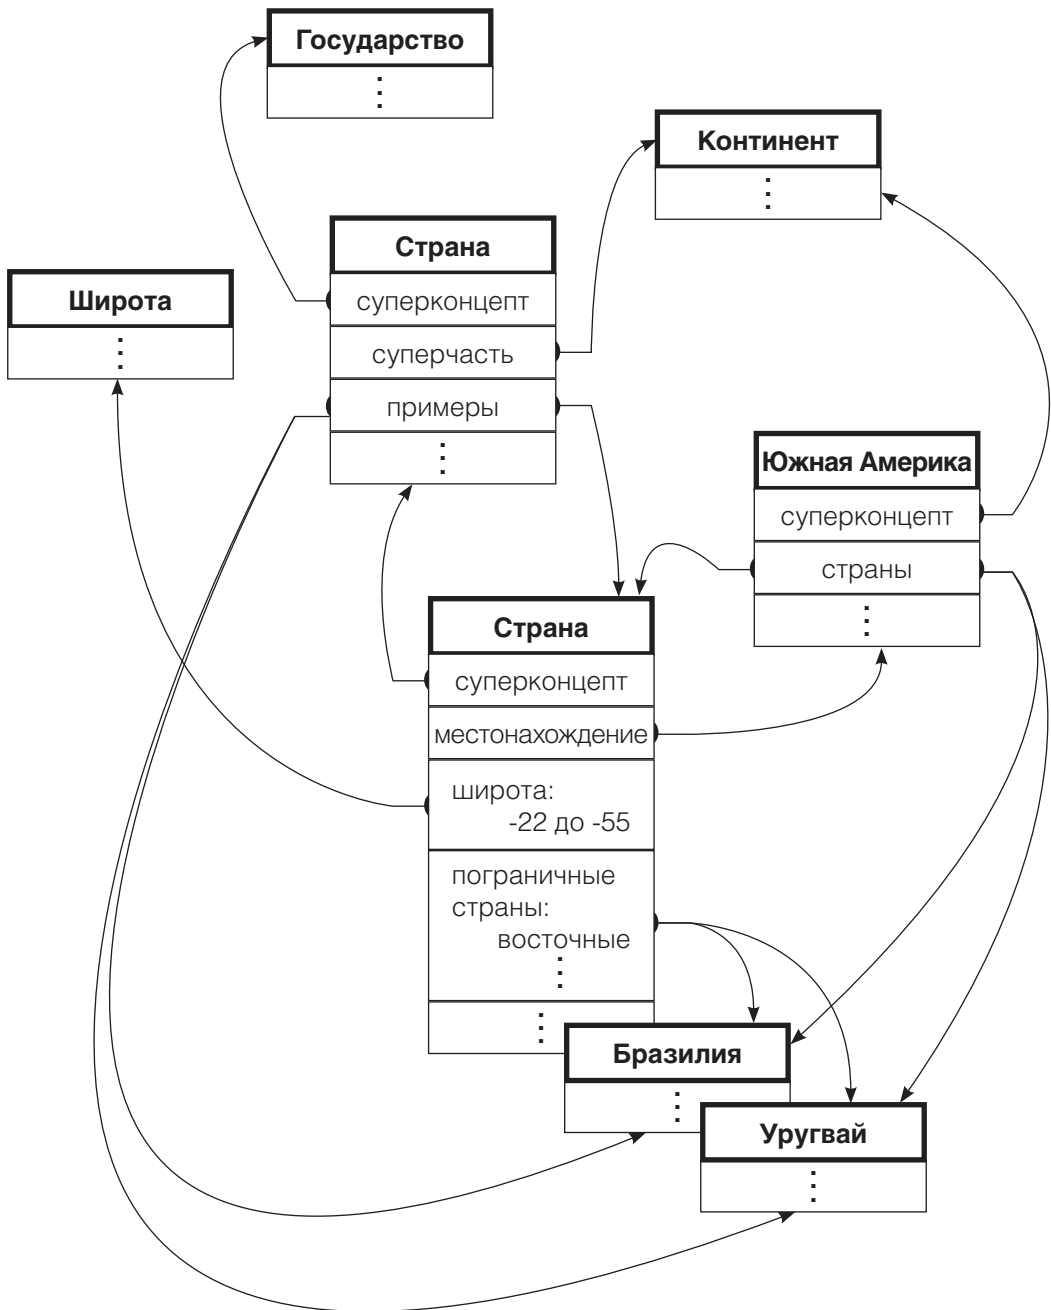 Государство
⋮
Континент
⋮
Страна
суперконцепт
суперчасть
примеры
⋮
Широта
⋮
Южная Америка
суперконцепт
страны
⋮
Страна
суперконцепт
местонахождение
широта:
-22 до -55
пограничные
страны:
восточные
⋮
⋮
Бразилия
⋮
Уругвай
⋮